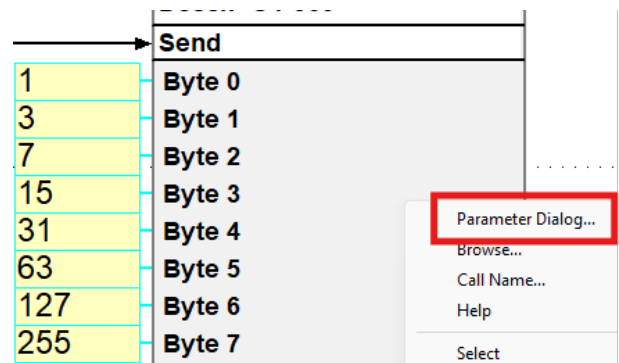 Send
1 Byte 0
3 Byte 1
7 Byte 2
15 Byte 3
31 Byte 4
63 Byte 5
127 Byte 6
255 Byte 7
Parameter Dialog...
Browse...
Call Name...
Help
Select